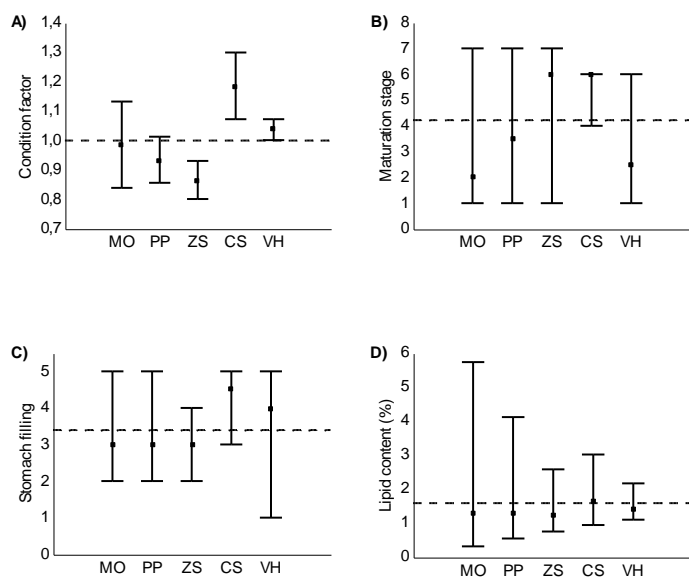 A)
Condition factor
1,4
1,3
1,2
1,1
1,0
0,9
0,8
0,7
MO PP ZS CS VH
B)
Maturation stage
8
7
6
5
4
3
2
1
0
MO PP ZS CS VH
C)
Stomach filling
5
4
3
2
1
0
MO PP ZS CS VH
D)
Lipid content (%)
6
5
4
3
2
1
0
MO PP ZS CS VH